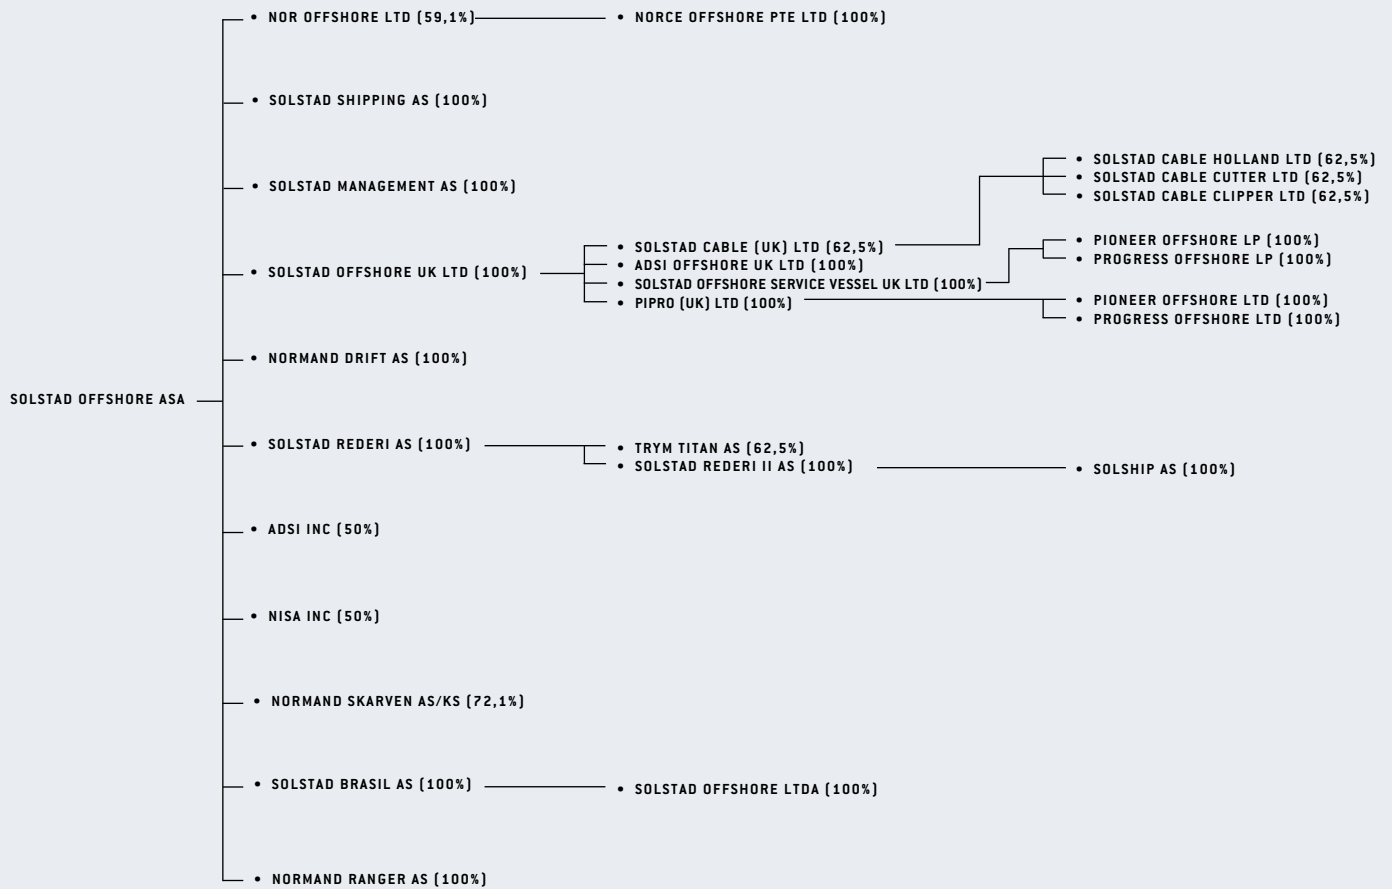 NOR OFFSHORE LTD (59,1%)
NORCE OFFSHORE PTE LTD (100%)
SOLSTAD SHIPPING AS (100%)
SOLSTAD MANAGEMENT AS (100%)
SOLSTAD OFFSHORE UK LTD (100%)
SOLSTAD CABLE (UK) LTD (62,5%)
ADSI OFFSHORE UK LTD (100%)
SOLSTAD OFFSHORE SERVICE VESSEL UK LTD (100%)
PIPRO (UK) LTD (100%)
SOLSTAD CABLE HOLLAND LTD (62,5%)
SOLSTAD CABLE CUTTER LTD (62,5%)
SOLSTAD CABLE CLIPPER LTD (62,5%)
PIONEER OFFSHORE LP (100%)
PROGRESS OFFSHORE LP (100%)
PIONEER OFFSHORE LTD (100%)
PROGRESS OFFSHORE LTD (100%)
NORMAND DRIFT AS (100%)
SOLSTAD OFFSHORE ASA
SOLSTAD REDERI AS (100%)
TRYM TITAN AS (62,5%)
SOLSTAD REDERI II AS (100%)
SOLSHIP AS (100%)
ADSI INC (50%)
NISA INC (50%)
NORMAND SKARVEN AS/KS (72,1%)
SOLSTAD BRASIL AS (100%)
SOLSTAD OFFSHORE LTDA (100%)
NORMAND RANGER AS (100%)